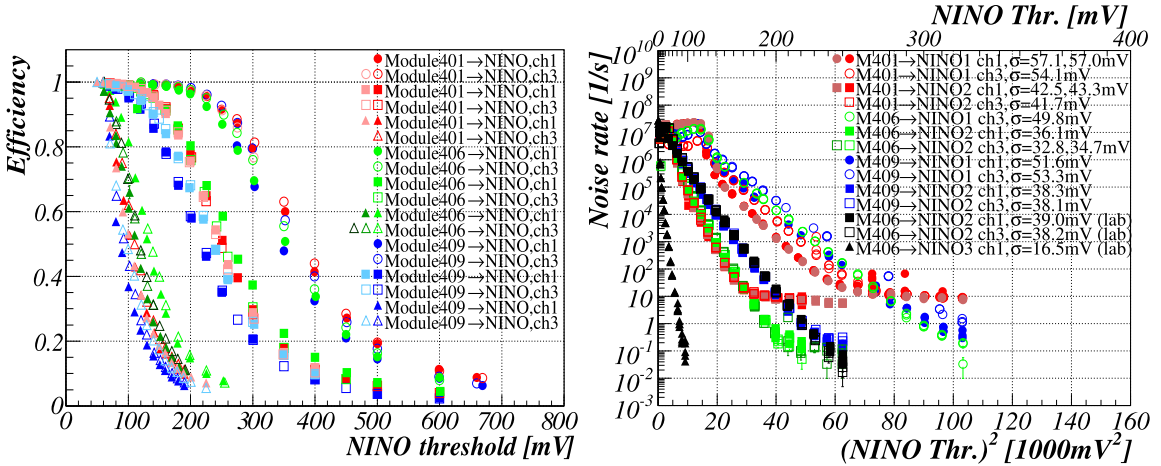 Efficiency
1
0.8
0.6
0.4
0.2
0
0 100 200 300 400 500 600 700 800
NINO threshold [mV]
Module401→NINO,ch1
Module401→NINO,ch3
Module401→NINO,ch1
Module401→NINO,ch3
Module401→NINO,ch1
Module401→NINO,ch3
Module406→NINO,ch1
Module406→NINO,ch3
Module406→NINO,ch1
Module406→NINO,ch3
Module406→NINO,ch1
Module406→NINO,ch3
Module409→NINO,ch1
Module409→NINO,ch3
Module409→NINO,ch1
Module409→NINO,ch3
Module409→NINO,ch1
Module409→NINO,ch3
NINO Thr. [mV]
0 100 200 300 400
Noise rate [1/s]
10^10
10^9
10^8
10^7
10^6
10^5
10^4
10^3
10^2
10
1
10^-1
10^-2
10^-3
M401→NINO1 ch1,σ=57.1,57.0mV
M401→NINO1 ch3,σ=54.1mV
M401→NINO2 ch1,σ=42.5,43.3mV
M401→NINO2 ch3,σ=41.7mV
M406→NINO1 ch3,σ=49.8mV
M406→NINO2 ch1,σ=36.1mV
M406→NINO2 ch3,σ=32.8,34.7mV
M409→NINO1 ch1,σ=51.6mV
M409→NINO1 ch3,σ=53.3mV
M409→NINO2 ch1,σ=38.3mV
M409→NINO2 ch3,σ=38.1mV
M406→NINO2 ch1,σ=39.0mV (lab)
M406→NINO2 ch3,σ=38.2mV (lab)
M406→NINO3 ch1,σ=16.5mV (lab)
0 20 40 60 80 100 120 140 160
(NINO Thr.)^2 [1000mV^2]